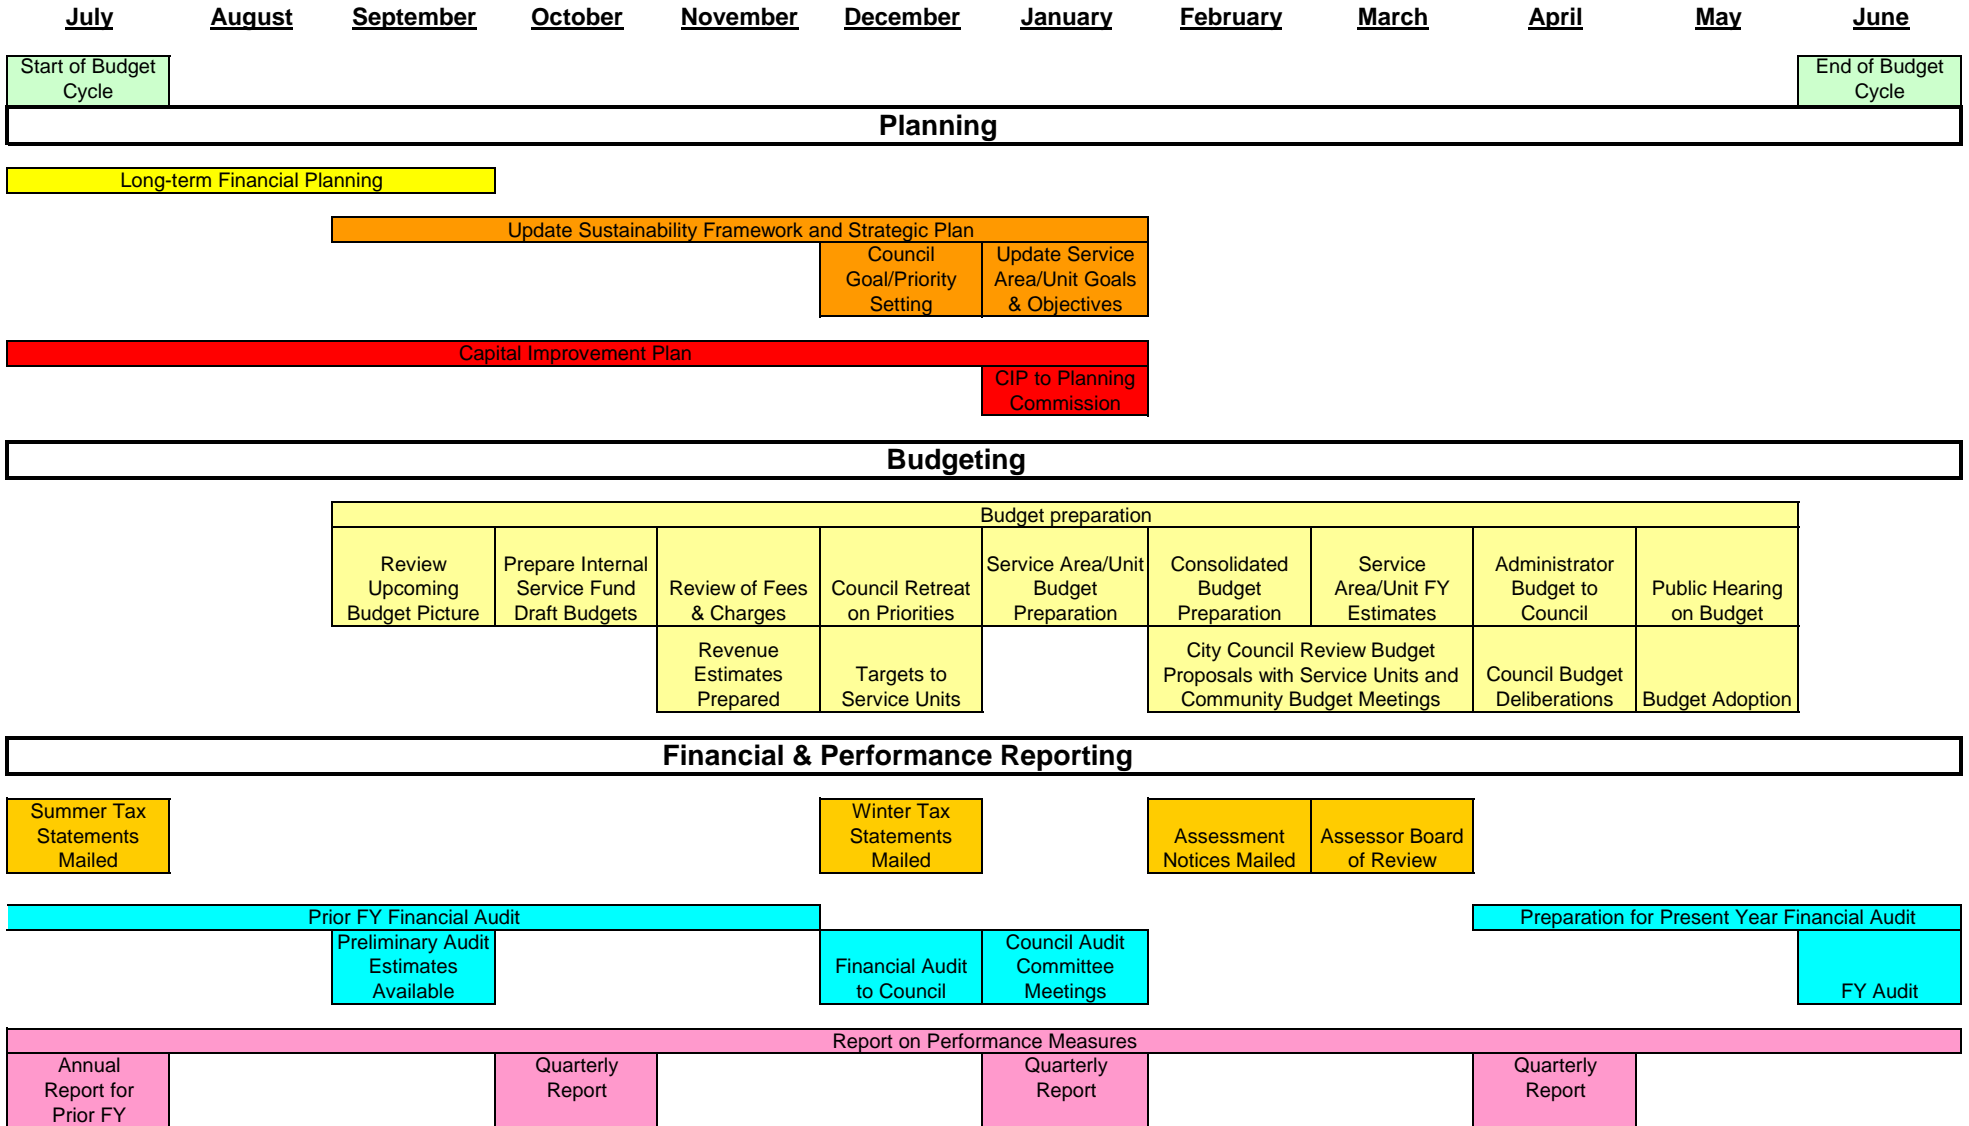 July August September October November December January February March April May June
Start of Budget
Cycle
End of Budget
Cycle
Planning
Long-term Financial Planning
Update Sustainability Framework and Strategic Plan
Council
Goal/Priority
Setting
Update Service
Area/Unit Goals
& Objectives
Capital Improvement Plan
CIP to Planning
Commission
Budgeting
Budget preparation
Review
Upcoming
Budget Picture
Prepare Internal
Service Fund
Draft Budgets
Review of Fees
& Charges
Council Retreat
on Priorities
Service Area/Unit
Budget
Preparation
Consolidated
Budget
Preparation
Service
Area/Unit FY
Estimates
Administrator
Budget to
Council
Public Hearing
on Budget
Revenue
Estimates
Prepared
Targets to
Service Units
City Council Review Budget
Proposals with Service Units and
Community Budget Meetings
Council Budget
Deliberations
Budget Adoption
Financial & Performance Reporting
Summer Tax
Statements
Mailed
Winter Tax
Statements
Mailed
Assessment
Notices Mailed
Assessor Board
of Review
Prior FY Financial Audit
Preparation for Present Year Financial Audit
Preliminary Audit
Estimates
Available
Financial Audit
to Council
Council Audit
Committee
Meetings
FY Audit
Report on Performance Measures
Annual
Report for
Prior FY
Quarterly
Report
Quarterly
Report
Quarterly
Report